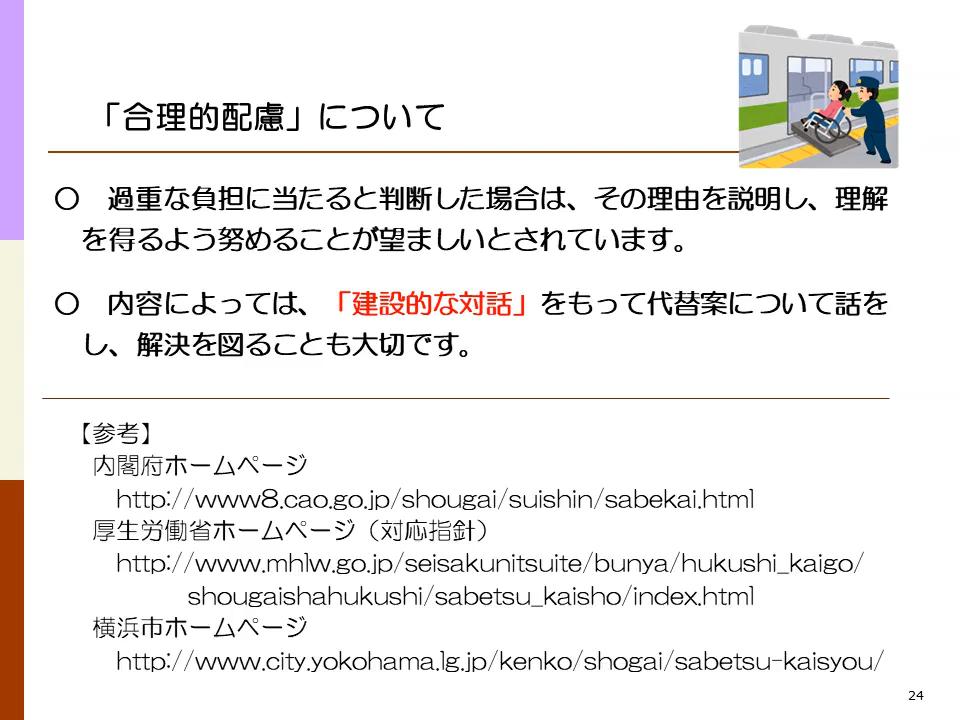 「合理的配慮」について
〇　過重な負担に当たると判断した場合は、その理由を説明し、理解
を得るよう努めることが望ましいとされています。
〇　内容によっては、「建設的な対話」をもって代替案について話を
し、解決を図ることも大切です。
【参考】
内閣府ホームページ
http://www8.cao.go.jp/shougai/suishin/sabekai.html
厚生労働省ホームページ（対応指針）
http://www.mhlw.go.jp/seisakunitsuite/bunya/hukushi_kaigo/
shougaishahukushi/sabetsu_kaisho/index.html
横浜市ホームページ
http://www.city.yokohama.lg.jp/kenko/shogai/sabetsu-kaisyou/
24